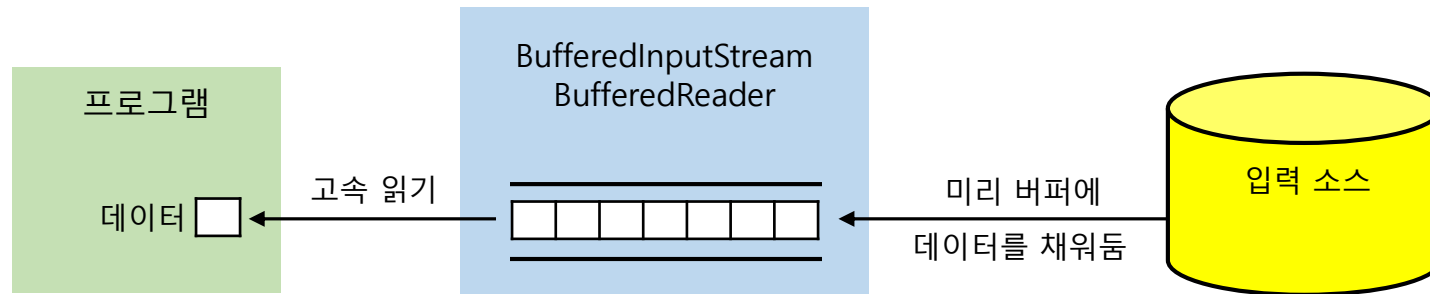 프로그램
데이터
고속 읽기
BufferedInputStream
BufferedReader
미리 버퍼에
데이터를 채워둠
입력 소스